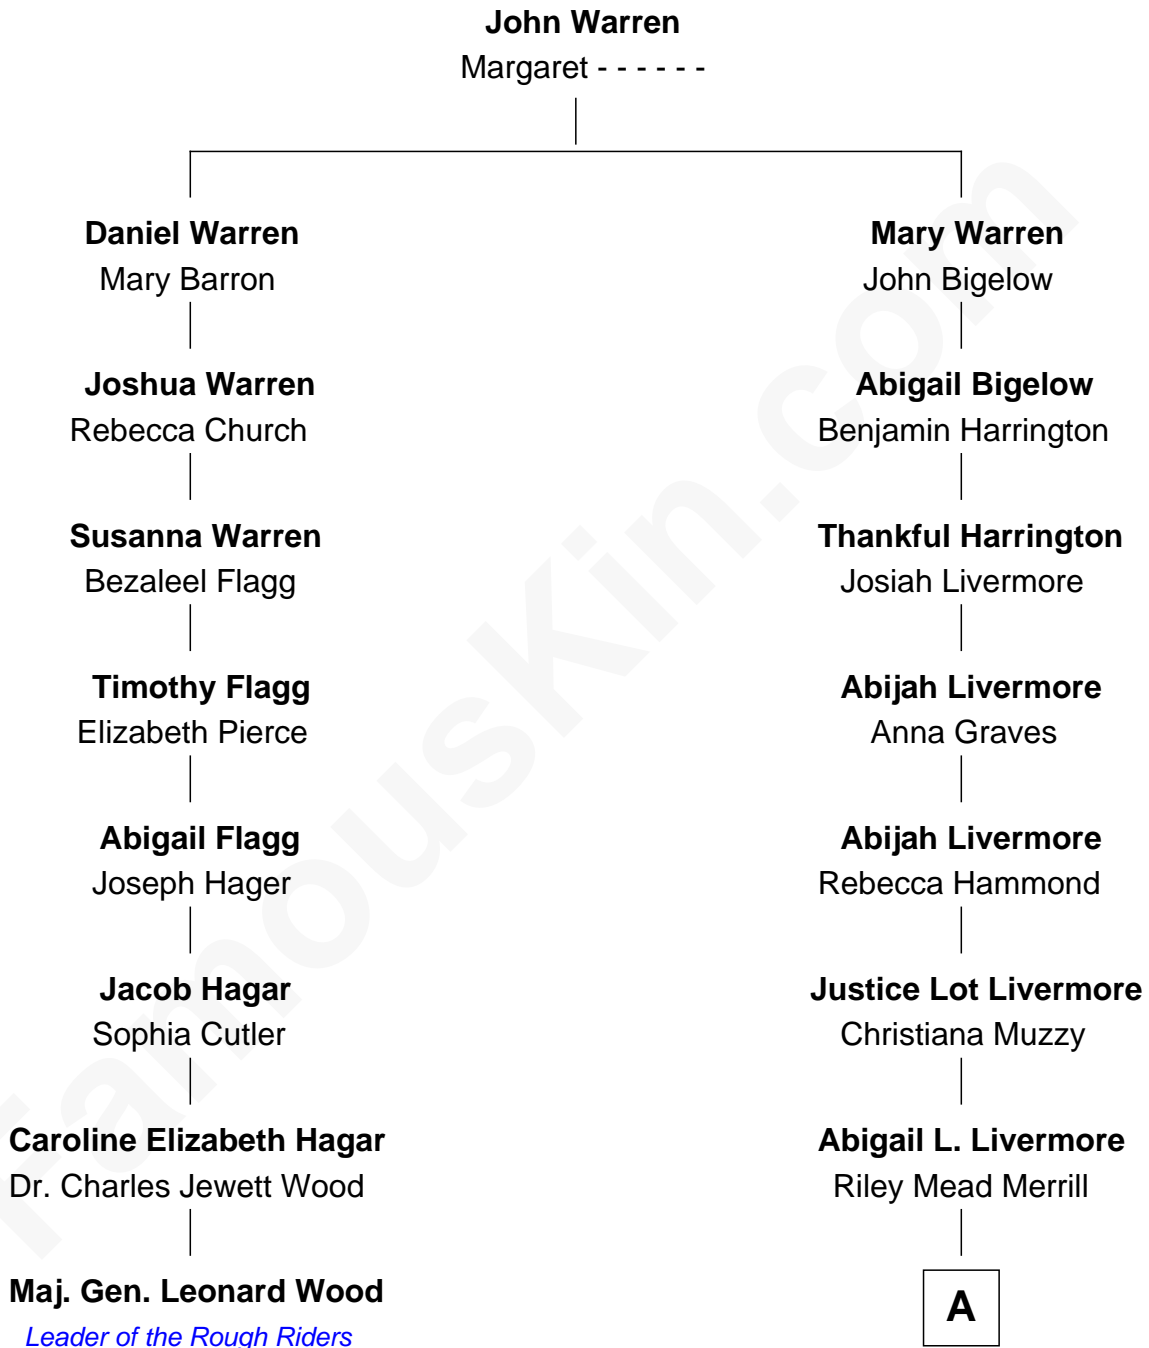 John Warren
Margaret - - - - - -
Daniel Warren
Mary Barron
Mary Warren
John Bigelow
Joshua Warren
Rebecca Church
Abigail Bigelow
Benjamin Harrington
Susanna Warren
Bezaleel Flagg
Thankful Harrington
Josiah Livermore
Timothy Flagg
Elizabeth Pierce
Abijah Livermore
Anna Graves
Abigail Flagg
Joseph Hager
Abijah Livermore
Rebecca Hammond
Jacob Hagar
Sophia Cutler
Justice Lot Livermore
Christiana Muzzy
Caroline Elizabeth Hagar
Dr. Charles Jewett Wood
Abigail L. Livermore
Riley Mead Merrill
Maj. Gen. Leonard Wood
Leader of the Rough Riders
A
FamousKin.com